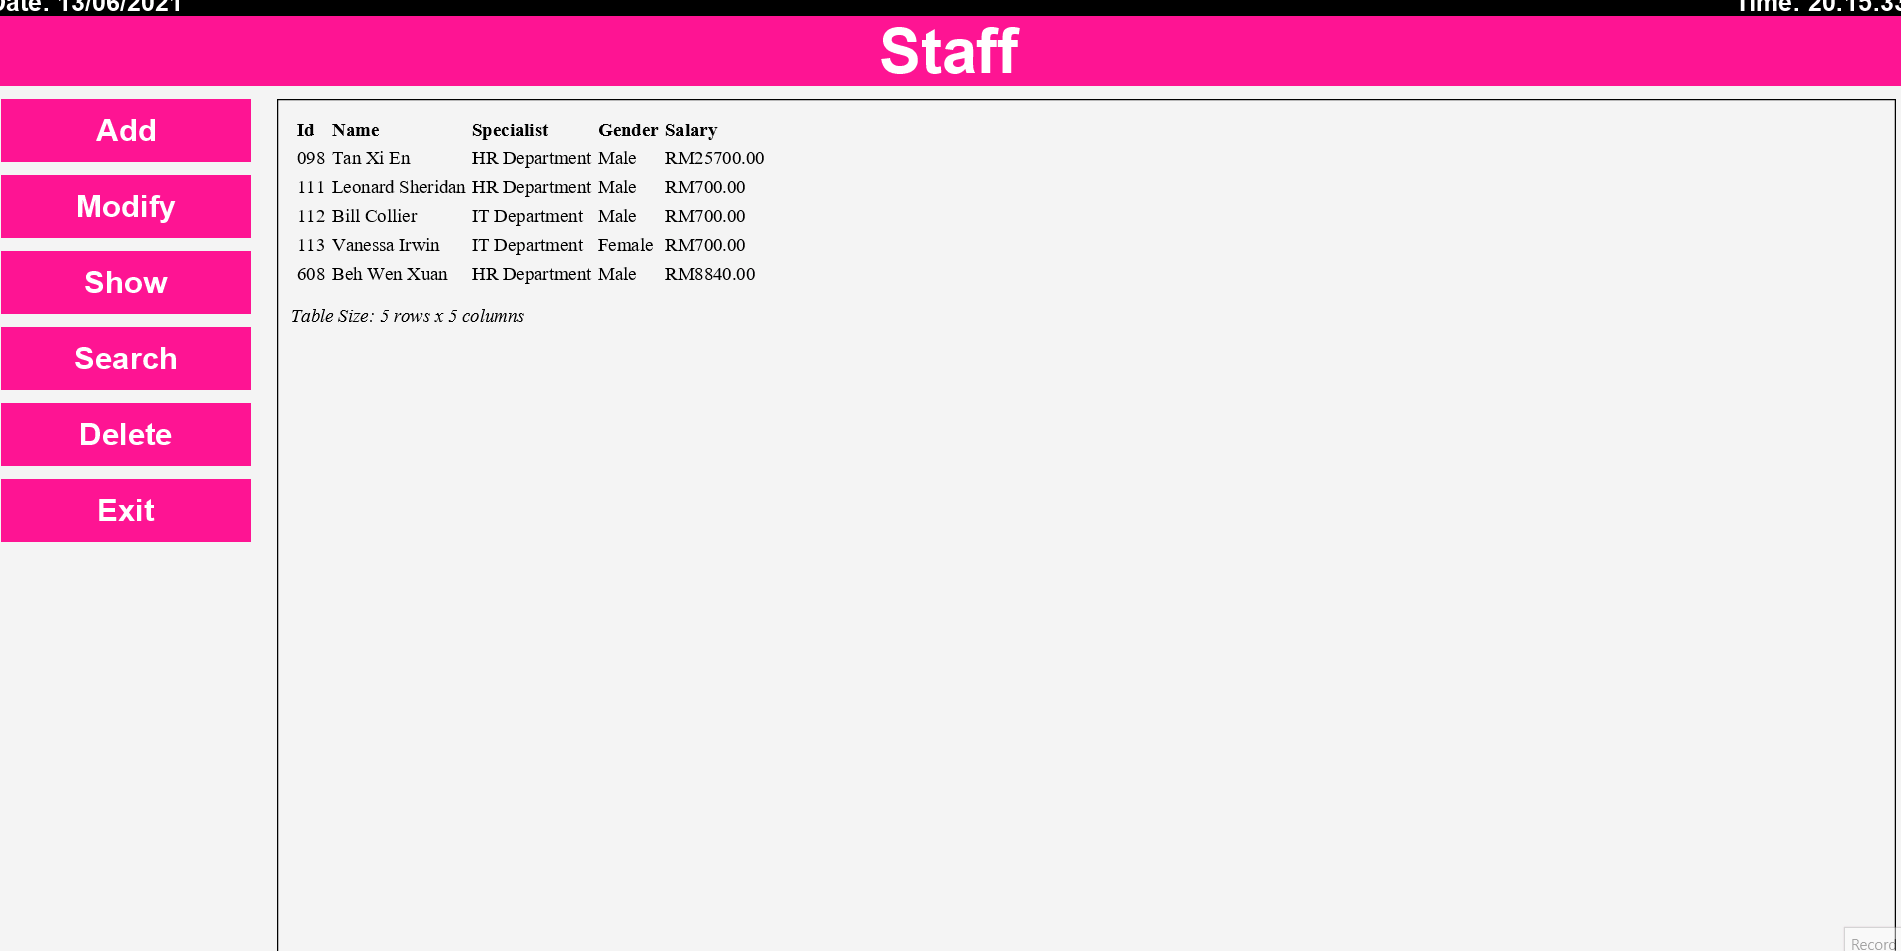 Date: 13/06/2021 Time: 20:15:33
Staff
Add
Modify
Show
Search
Delete
Exit
Id Name Specialist Gender Salary
098 Tan Xi En HR Department Male RM25700.00
111 Leonard Sheridan HR Department Male RM700.00
112 Bill Collier IT Department Male RM700.00
113 Vanessa Irwin IT Department Female RM700.00
608 Beh Wen Xuan HR Department Male RM8840.00
Table Size: 5 rows x 5 columns